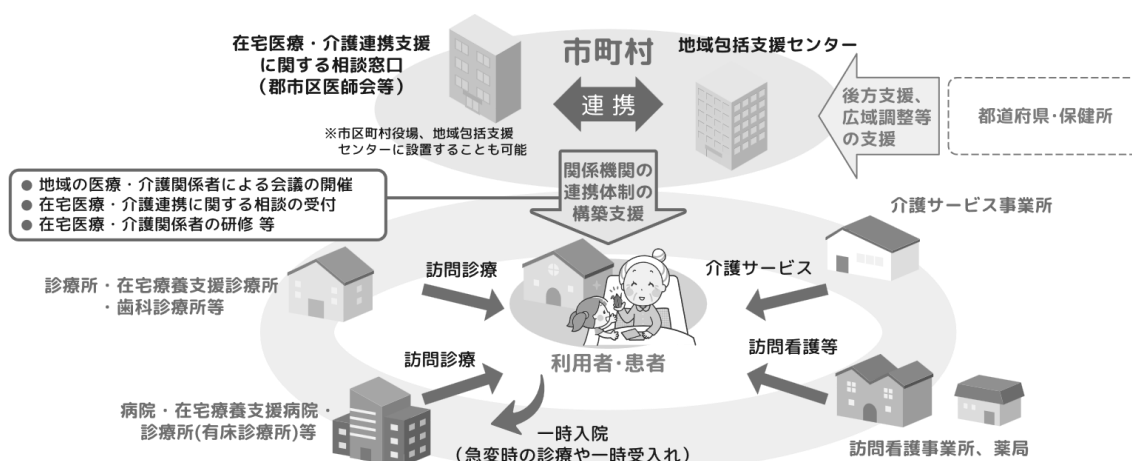 在宅医療・介護連携支援
に関する相談窓口
（郡市区医師会等）
市町村
地域包括支援センター
連携
※市区町村役場、地域包括支援
センターに設置することも可能
後方支援、
広域調整等
の支援
都道府県・保健所
関係機関の
連携体制の
構築支援
● 地域の医療・介護関係者による会議の開催
● 在宅医療・介護連携に関する相談の受付
● 在宅医療・介護関係者の研修 等
介護サービス事業所
診療所・在宅療養支援診療所
・歯科診療所等
訪問診療
介護サービス
利用者・患者
訪問診療
訪問看護等
病院・在宅療養支援病院・
診療所(有床診療所)等
一時入院
（急変時の診療や一時受入れ）
訪問看護事業所、薬局